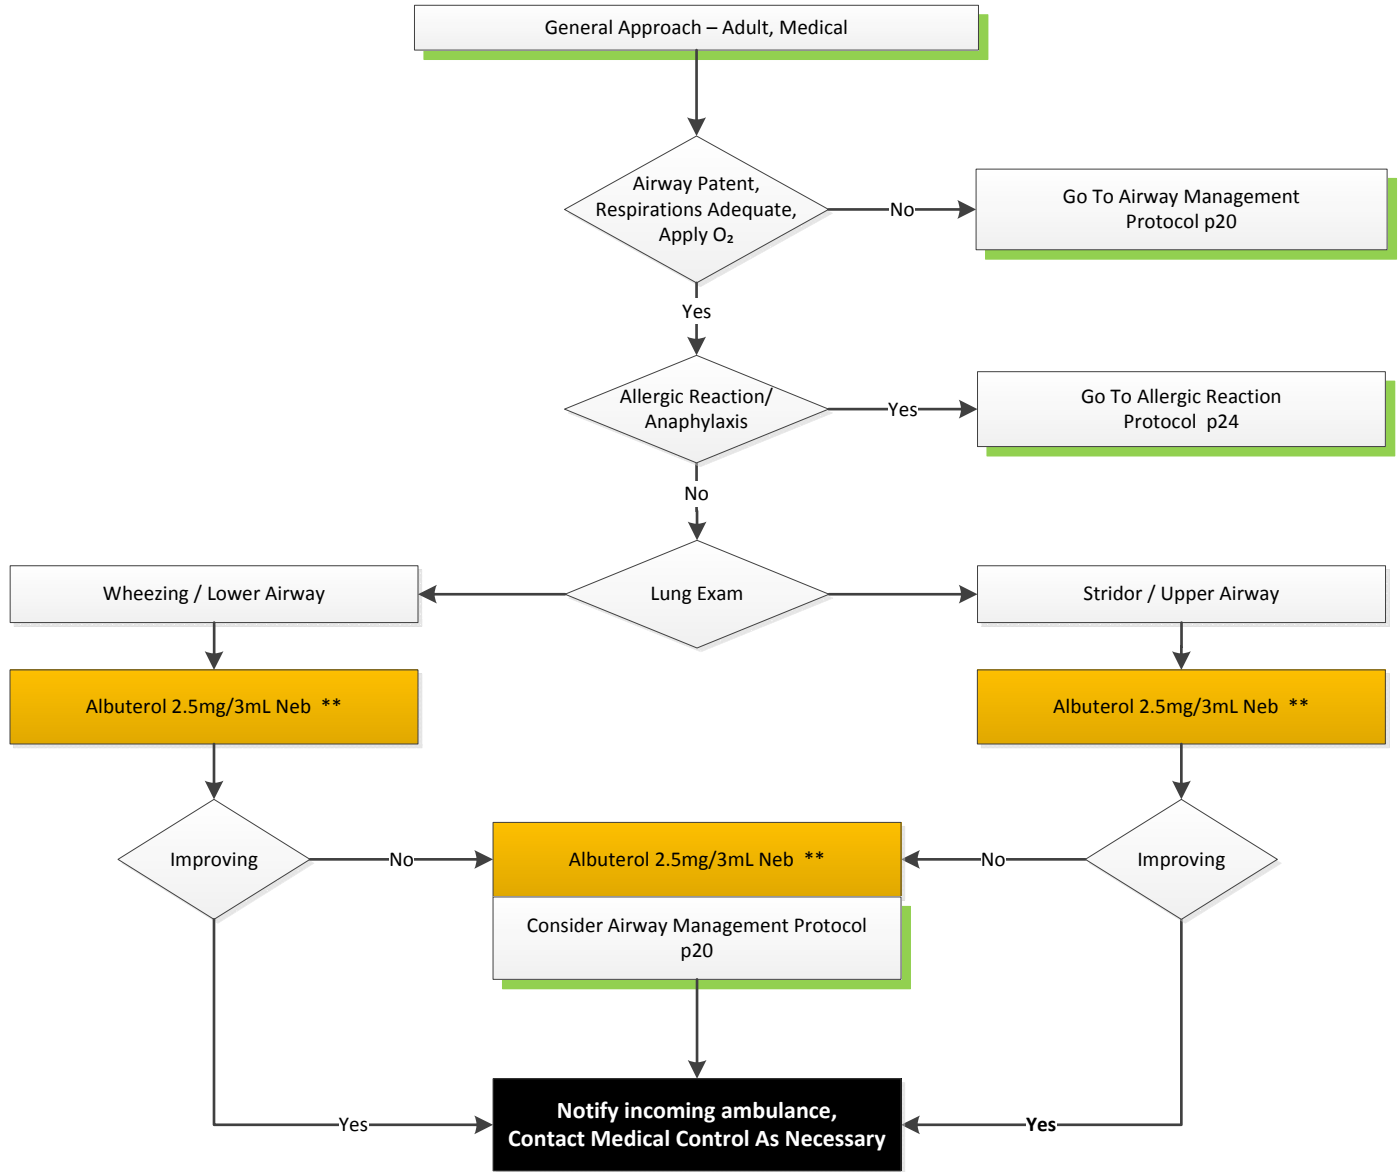 General Approach – Adult, Medical
Airway Patent,
Respirations Adequate,
Apply O₂
No
Go To Airway Management
Protocol p20
Yes
Allergic Reaction/
Anaphylaxis
Yes
Go To Allergic Reaction
Protocol p24
No
Wheezing / Lower Airway
Lung Exam
Stridor / Upper Airway
Albuterol 2.5mg/3mL Neb **
Albuterol 2.5mg/3mL Neb **
Improving
No
Albuterol 2.5mg/3mL Neb **
No
Improving
Consider Airway Management Protocol
p20
Yes
Notify incoming ambulance,
Contact Medical Control As Necessary
Yes